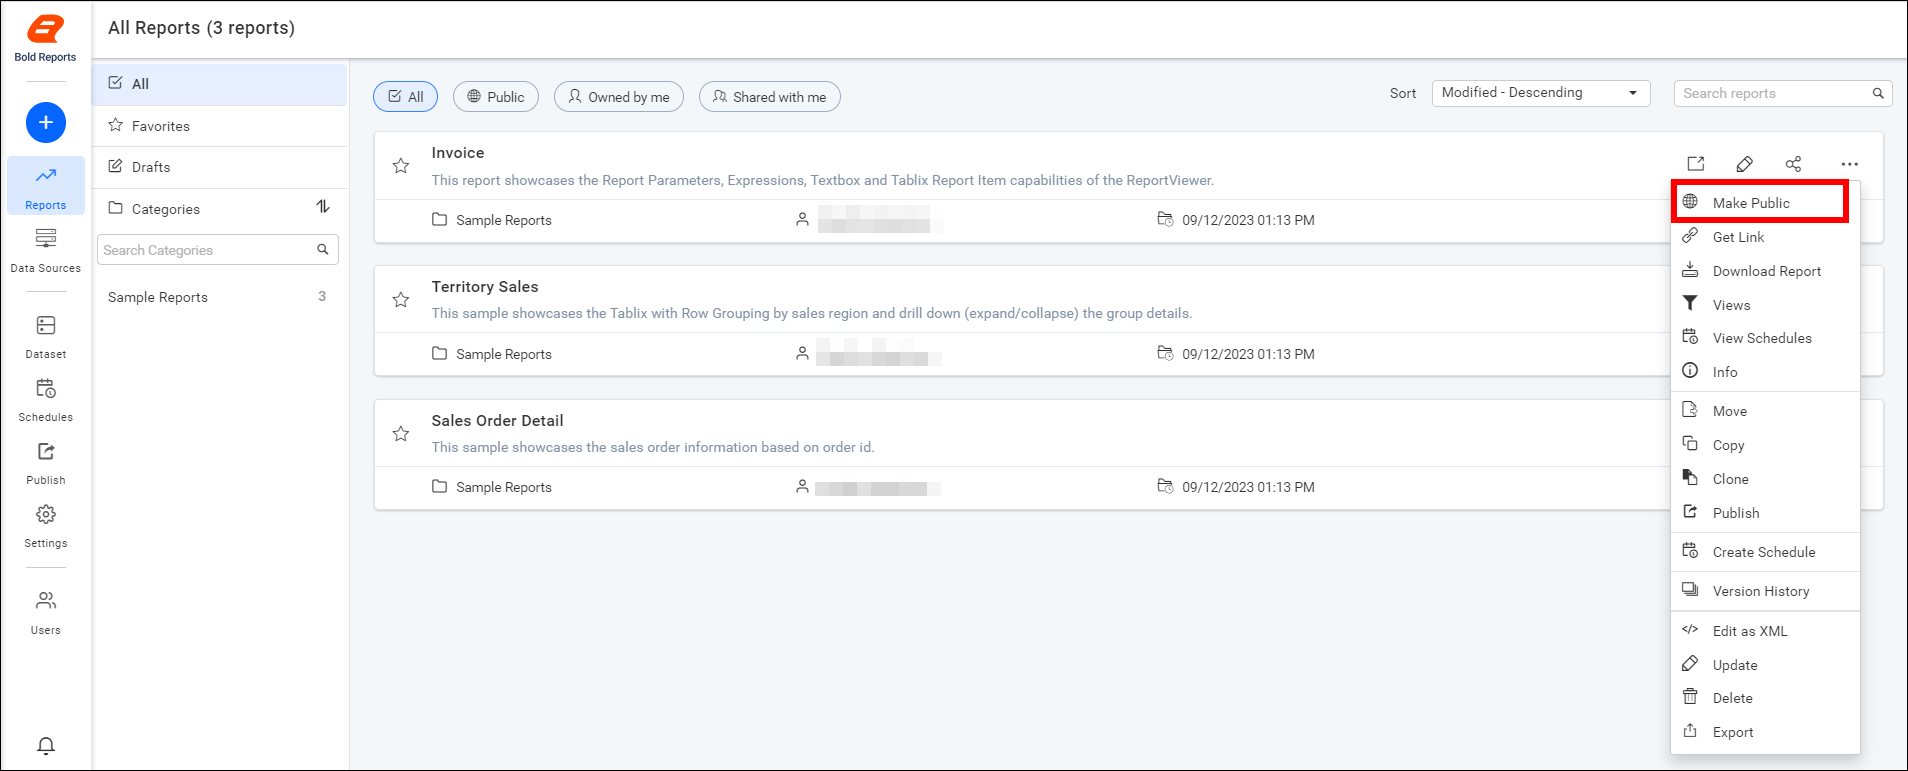 Bold Reports
Reports
Data Sources
Dataset
Schedules
Publish
Settings
Users
All Reports (3 reports)
All
Favorites
Drafts
Categories
Search Categories
Sample Reports 3
All
Public
Owned by me
Shared with me
Sort
Modified - Descending
Search reports
Invoice
This report showcases the Report Parameters, Expressions, Textbox and Tablix Report Item capabilities of the ReportViewer.
Sample Reports 09/12/2023 01:13 PM
Territory Sales
This sample showcases the Tablix with Row Grouping by sales region and drill down (expand/collapse) the group details.
Sample Reports 09/12/2023 01:13 PM
Sales Order Detail
This sample showcases the sales order information based on order id.
Sample Reports 09/12/2023 01:13 PM
Make Public
Get Link
Download Report
Views
View Schedules
Info
Move
Copy
Clone
Publish
Create Schedule
Version History
Edit as XML
Update
Delete
Export